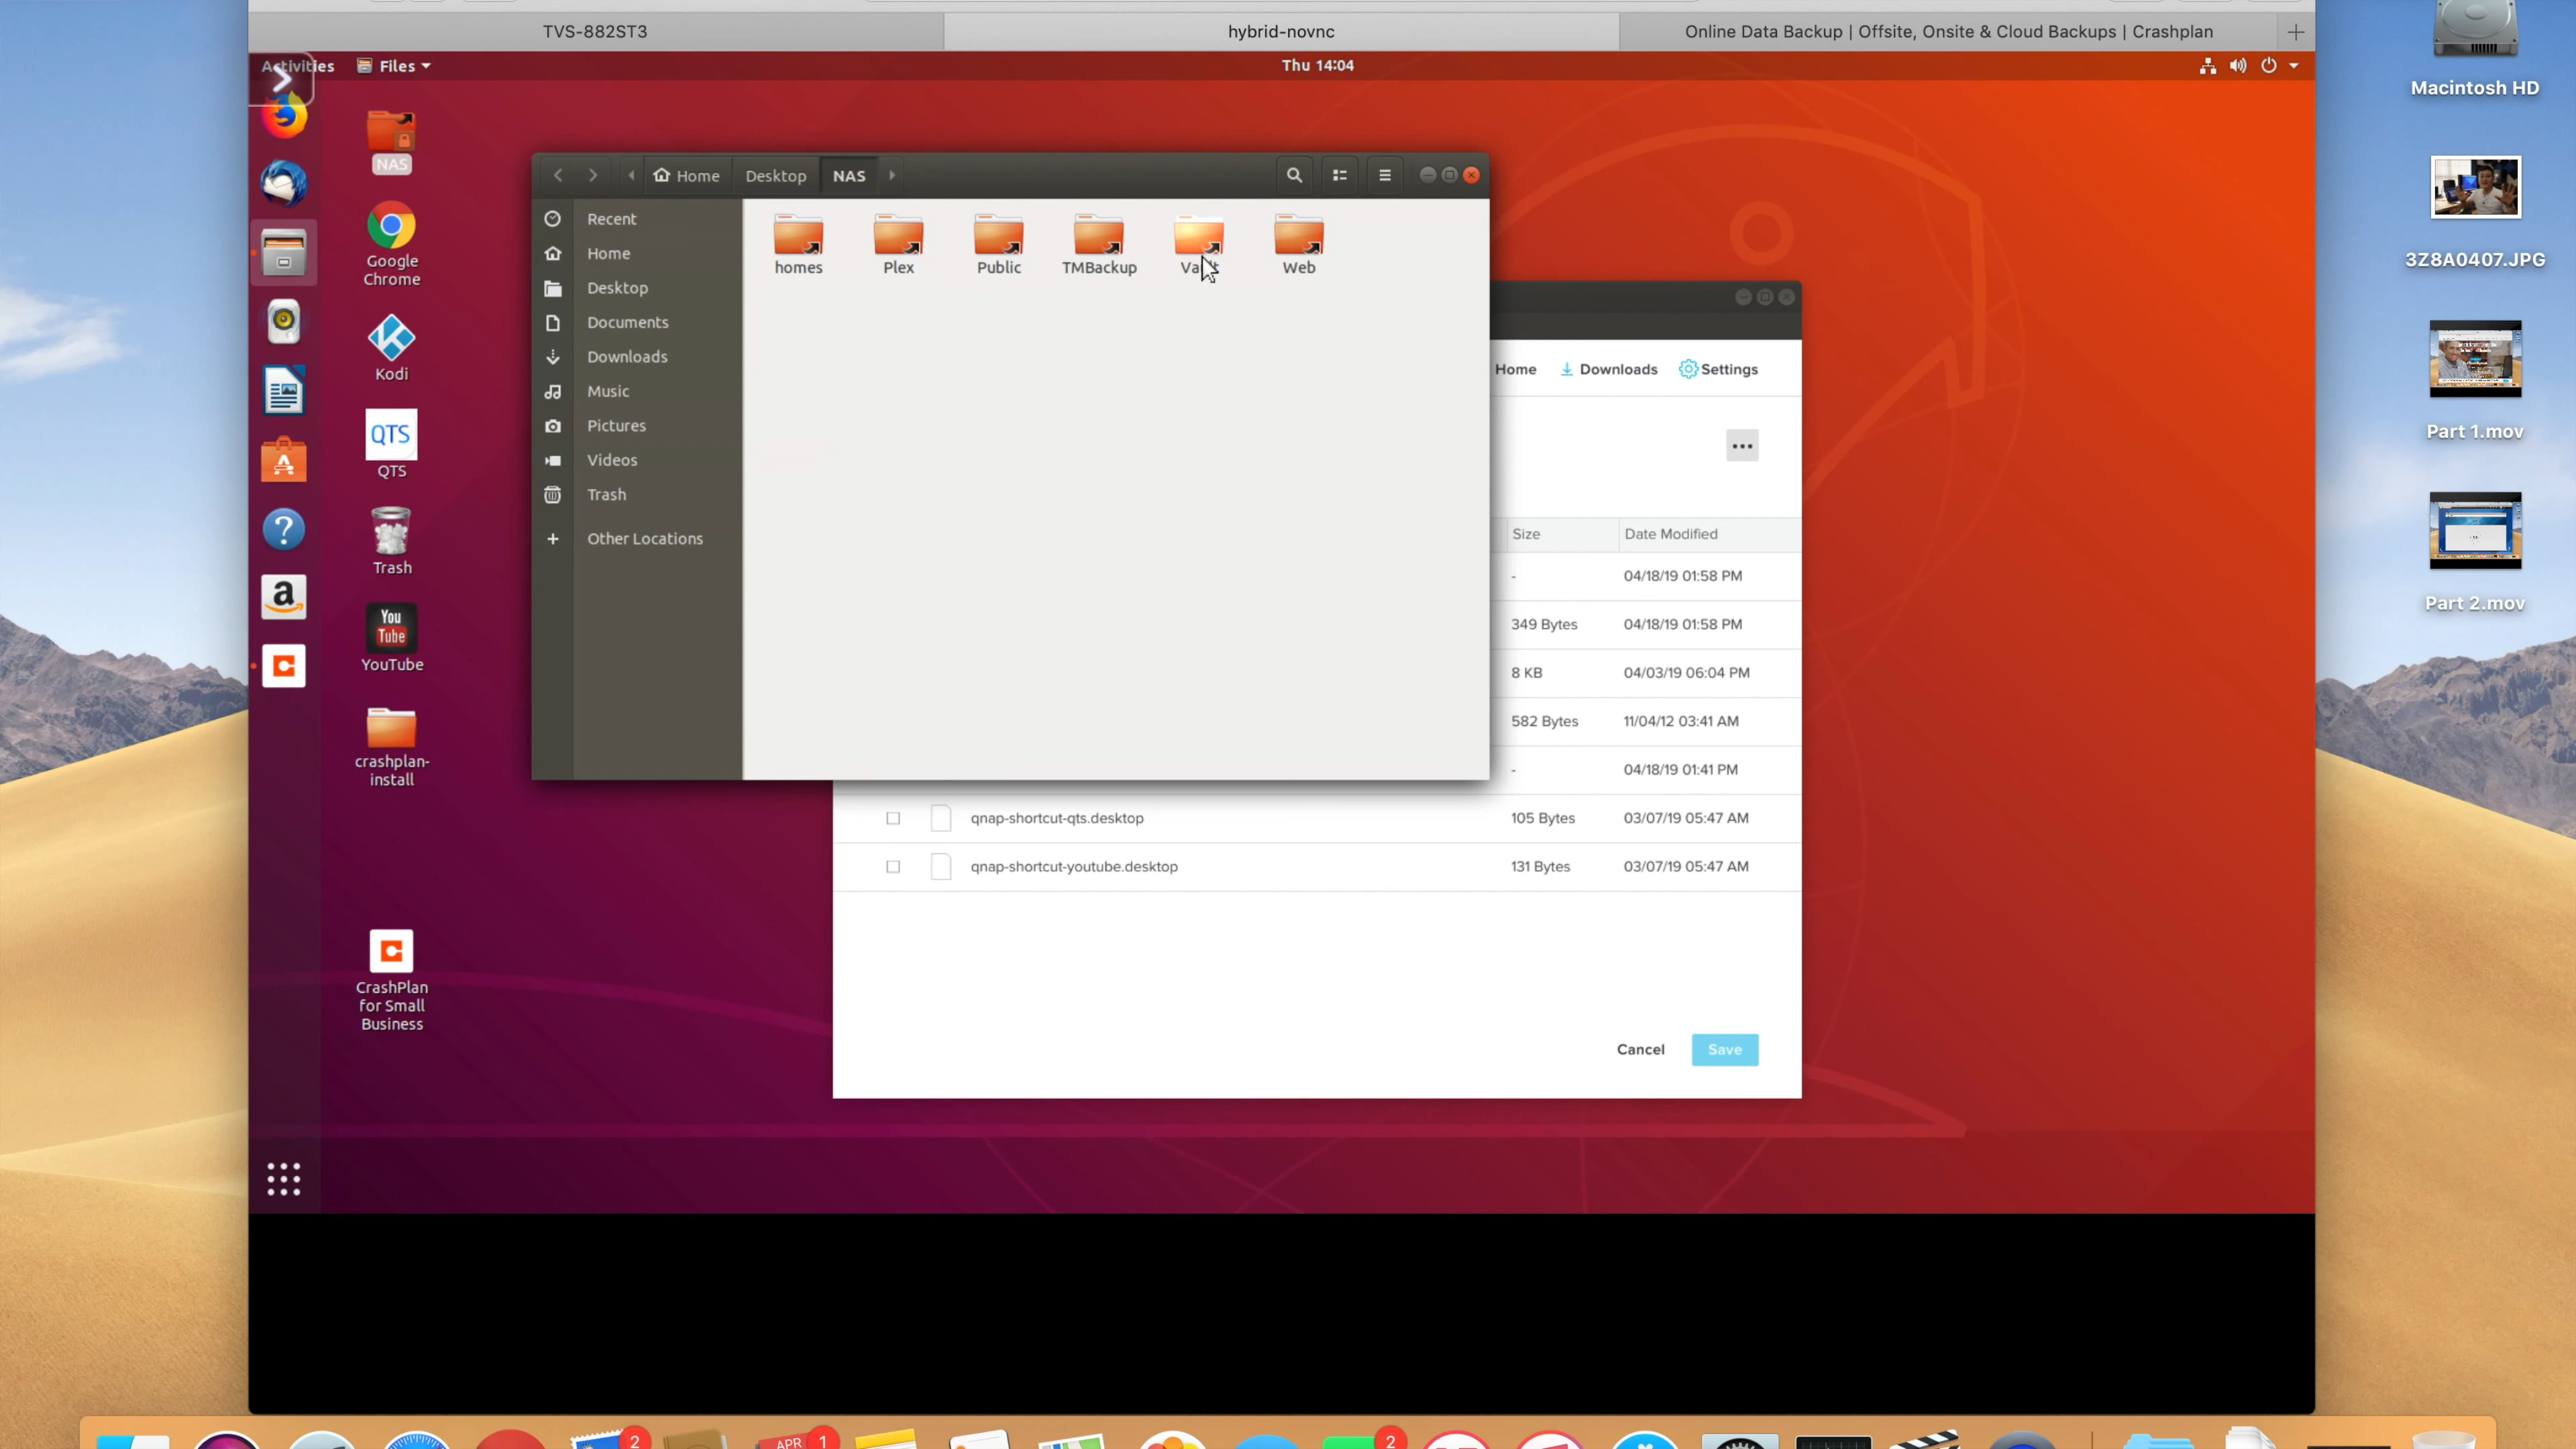 TVS-882ST3
hybrid-novnc
Online Data Backup | Offsite, Onsite & Cloud Backups | Crashplan
Activities
Files
Thu 14:04
NAS
Google
Chrome
Kodi
QTS
QTS
Trash
You
Tube
YouTube
crashplan-
install
CrashPlan
for Small
Business
Home
Desktop
NAS
Recent
Home
Desktop
Documents
Downloads
Music
Pictures
Videos
Trash
Other Locations
homes
Plex
Public
TMBackup
Web
Home
Downloads
Settings
Size
Date Modified
-
04/18/19 01:58 PM
349 Bytes
04/18/19 01:58 PM
8 KB
04/03/19 06:04 PM
582 Bytes
11/04/12 03:41 AM
-
04/18/19 01:41 PM
qnap-shortcut-qts.desktop
105 Bytes
03/07/19 05:47 AM
qnap-shortcut-youtube.desktop
131 Bytes
03/07/19 05:47 AM
Cancel
Save
Macintosh HD
3Z8A0407.JPG
Part 1.mov
Part 2.mov
2
APR
1
2